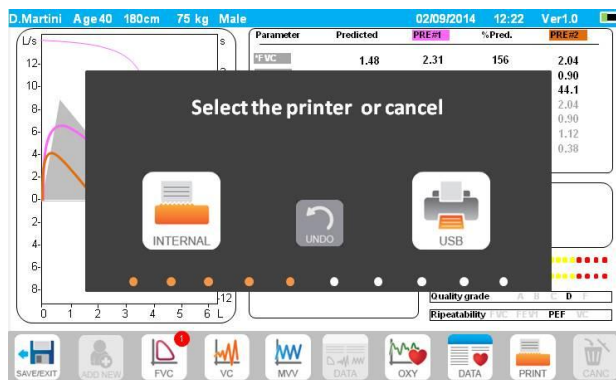 D.Martini Age40 180cm 75 kg Male 02/09/2014 12:22 Ver1.0
L/s s Parameter Predicted PRE#1 %Pred. PRE#2
*FVC 1.48 2.31 156 2.04
0.90
44.1
2.04
0.90
1.12
0.38
12-
10-
8-
6-
4-
2-
0-
2-
4-
6-
8-
Select the printer or cancel
INTERNAL UNDO USB
-12
0 1 2 3 4 5 6 L
Quality grade A B C D F
Repeatability FVC FEV1 PEF VC
1
SAVE/EXIT ADD NEW FVC VC MVV DATA OXY DATA PRINT CANC